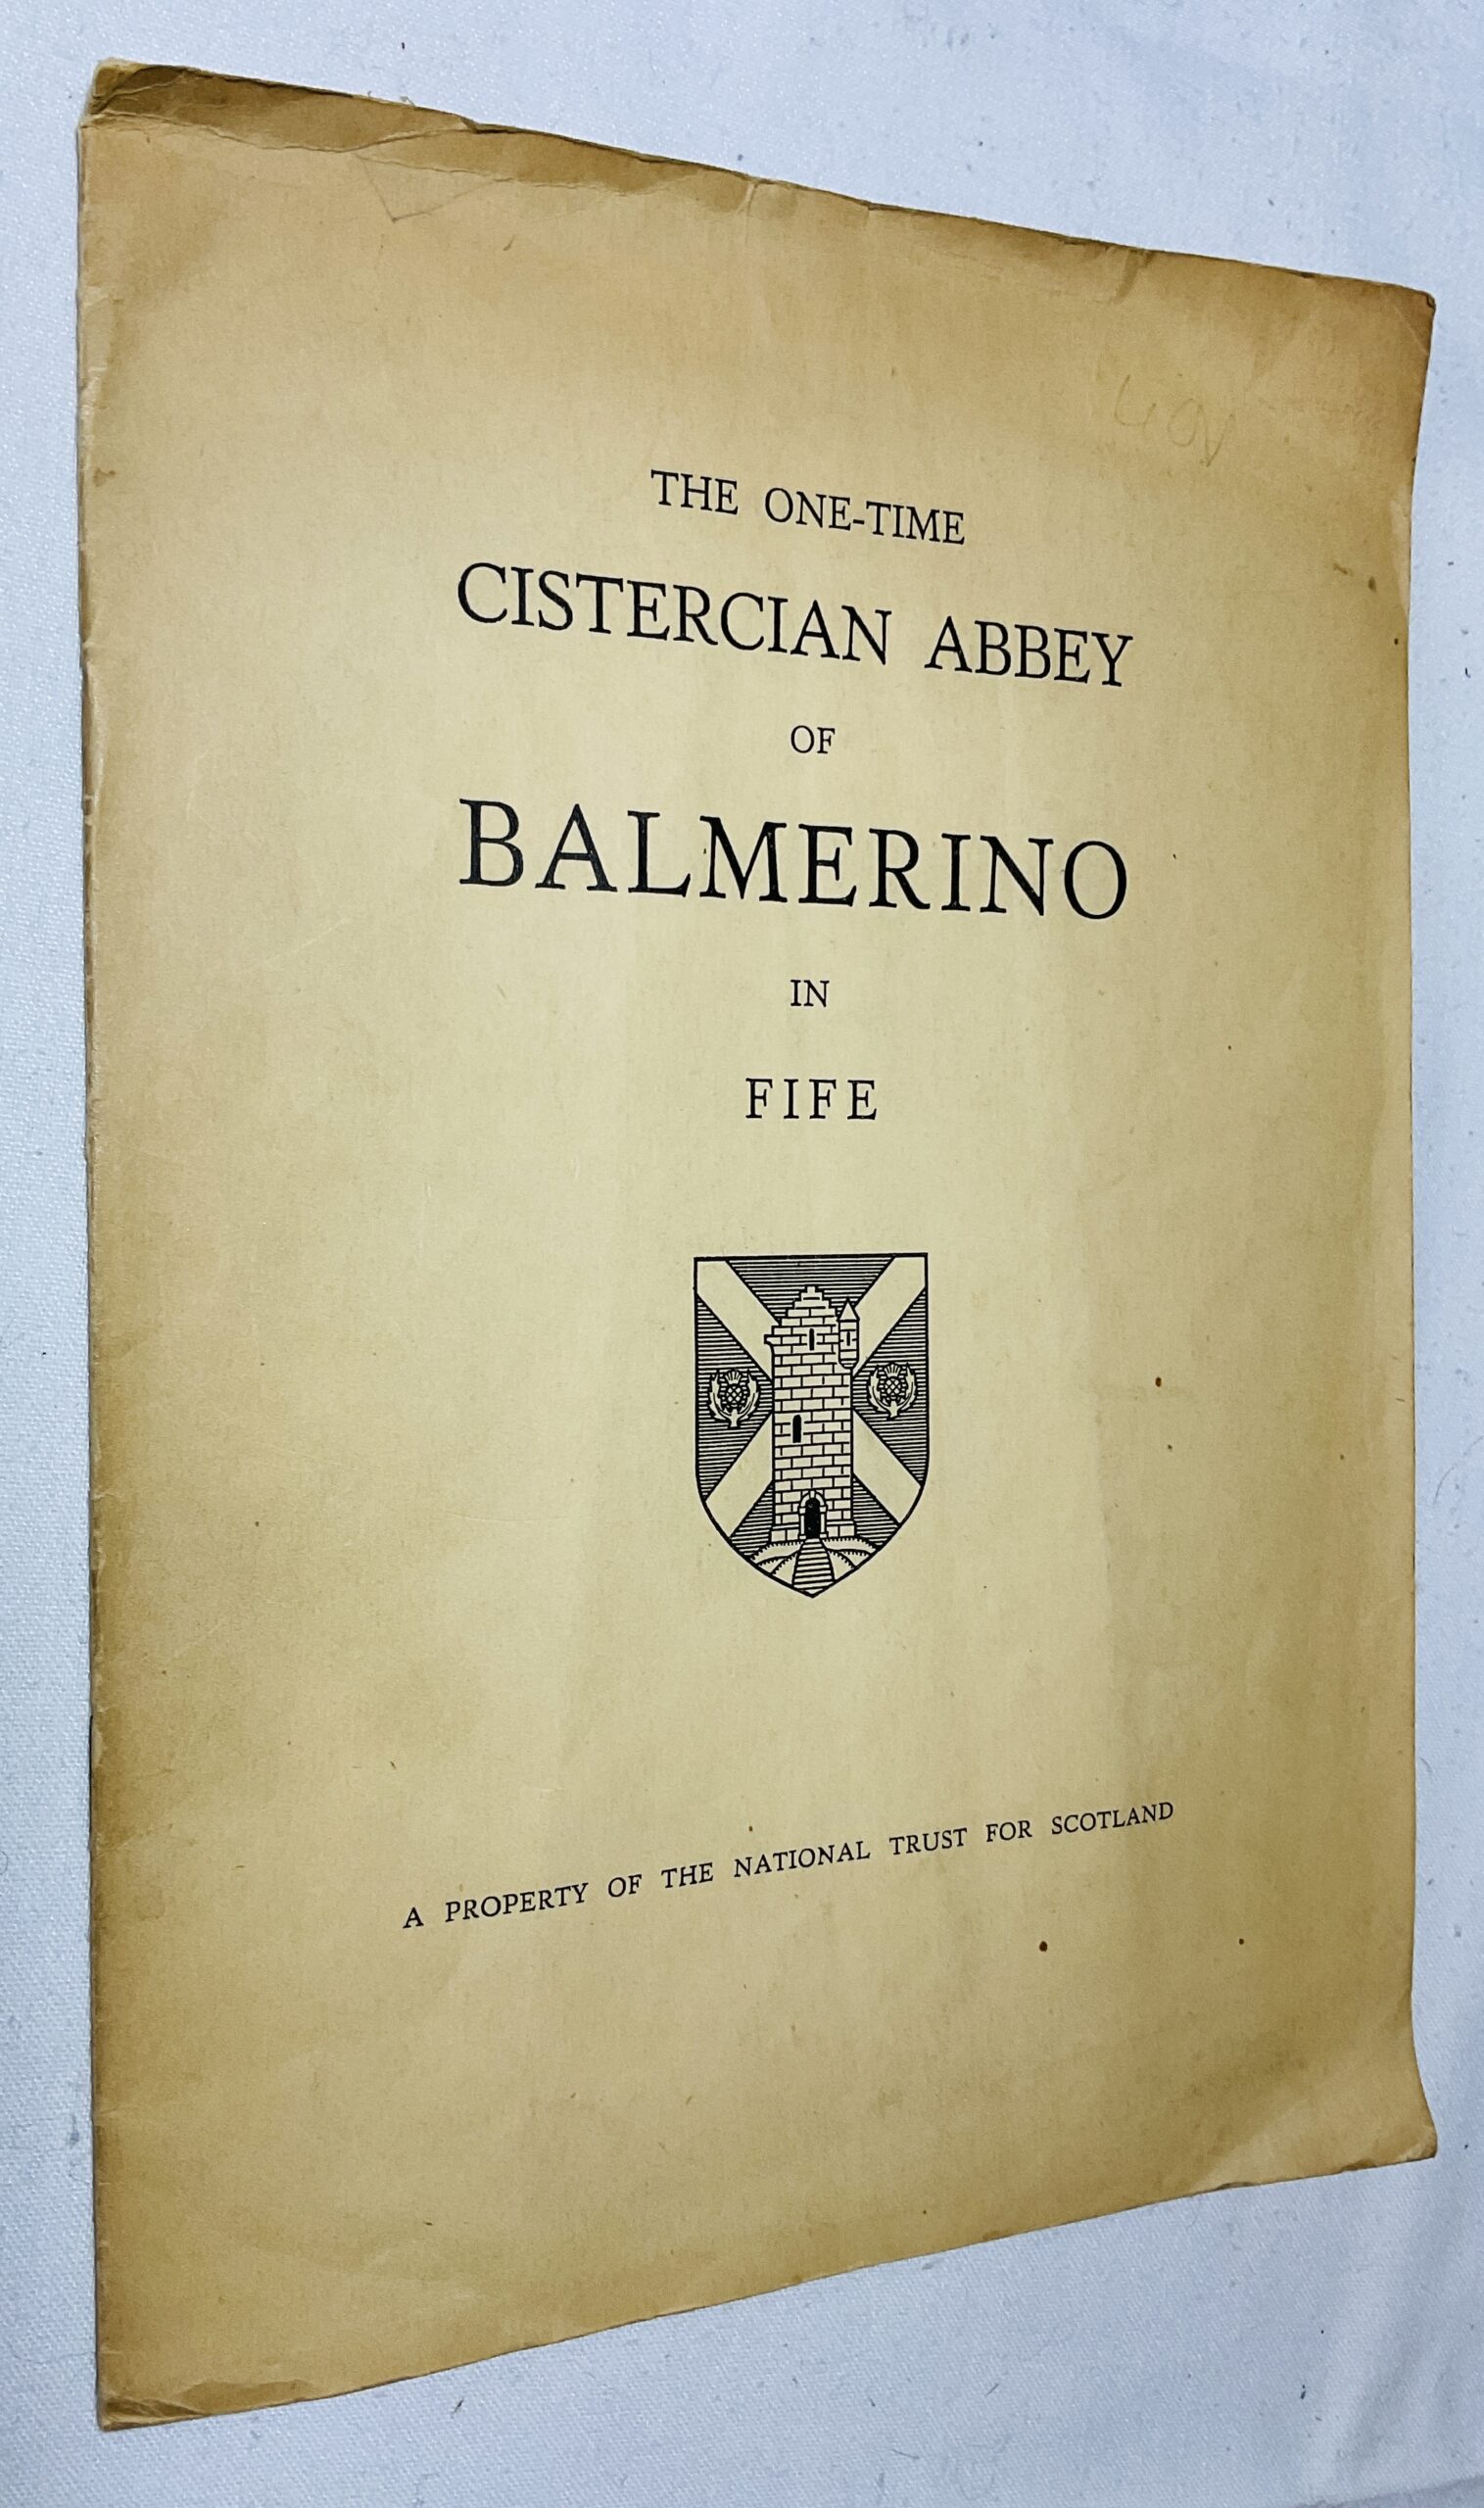 THE ONE-TIME
CISTERCIAN ABBEY
OF
BALMERINO
IN
FIFE
A PROPERTY OF THE NATIONAL TRUST FOR SCOTLAND